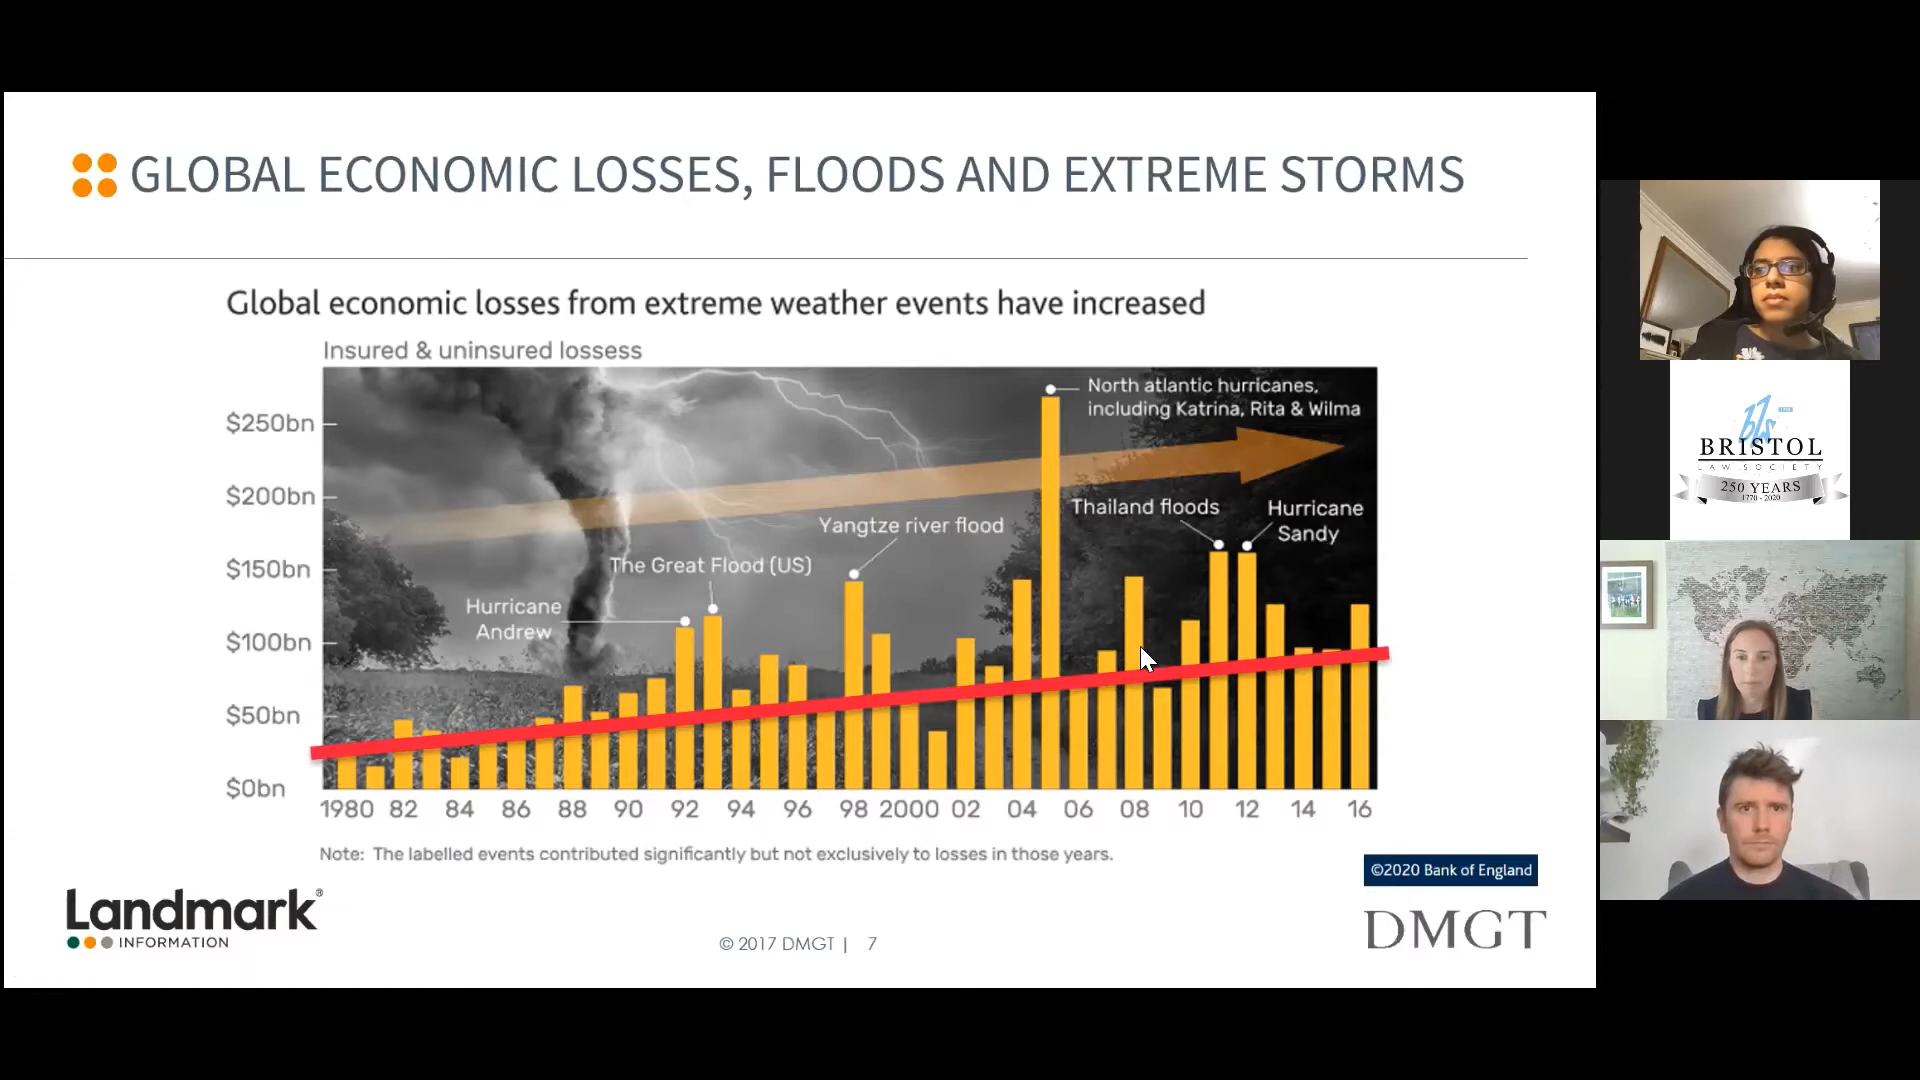 GLOBAL ECONOMIC LOSSES, FLOODS AND EXTREME STORMS
Global economic losses from extreme weather events have increased
Insured & uninsured lossess
$250bn
$200bn
$150bn
$100bn
$50bn
$0bn
North atlantic hurricanes,
including Katrina, Rita & Wilma
Thailand floods
Hurricane
Sandy
Yangtze river flood
The Great Flood (US)
Hurricane
Andrew
1980 82 84 86 88 90 92 94 96 98 2000 02 04 06 08 10 12 14 16
Note: The labelled events contributed significantly but not exclusively to losses in those years.
©2020 Bank of England
Landmark®
INFORMATION
© 2017 DMGT | 7
DMGT
bls
BRISTOL
LAW SOCIETY
250 YEARS
1770 - 2020